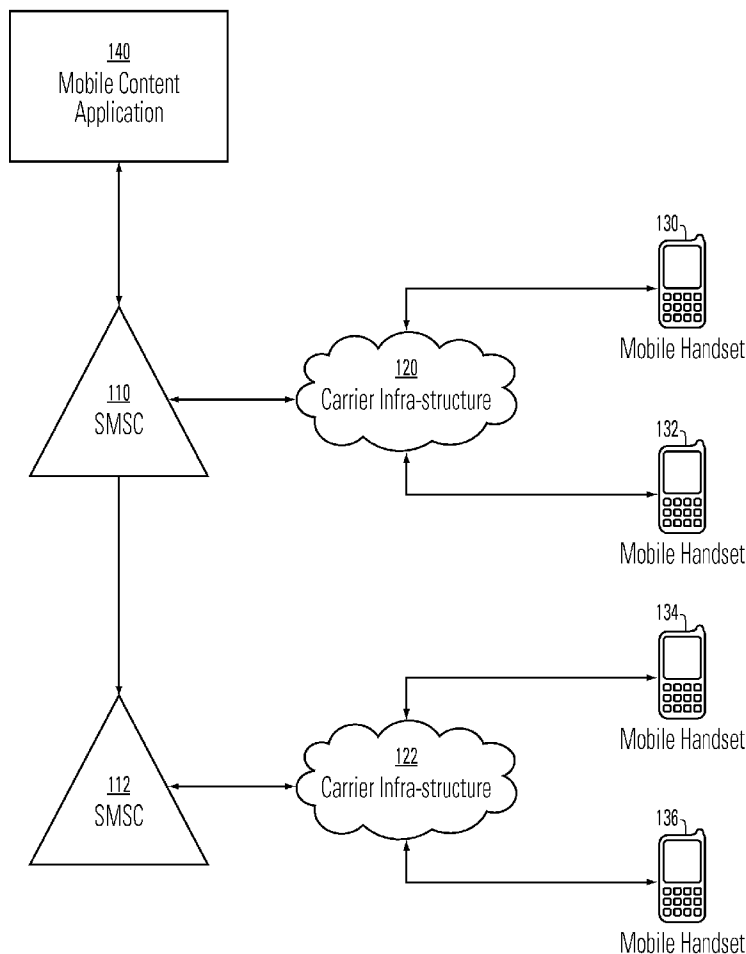 140
Mobile Content
Application
130
Mobile Handset
110
SMSC
120
Carrier Infra-structure
132
Mobile Handset
134
Mobile Handset
112
SMSC
122
Carrier Infra-structure
136
Mobile Handset